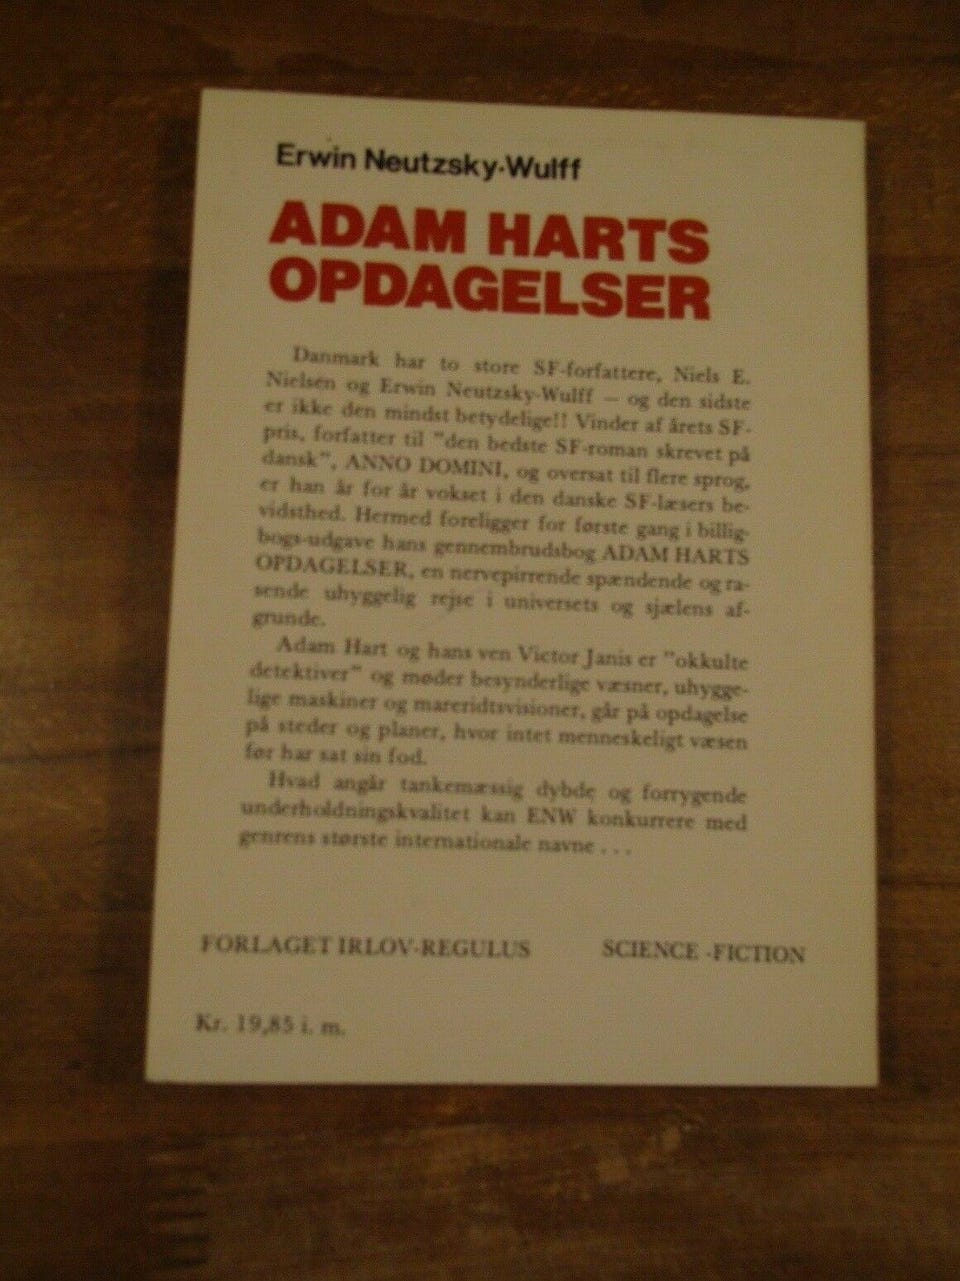 Erwin Neutzsky-Wulff
ADAM HARTS
OPDAGELSER
Danmark har to store SF-forfattere, Niels E.
Nielsen og Erwin Neutzsky-Wulff — og den sidste
er ikke den mindst betydelige!! Vinder af årets SF-
pris, forfatter til "den bedste SF-roman skrevet på
dansk", ANNO DOMINI, og oversat til flere sprog,
er han år for år vokset i den danske SF-læsers be-
vidsthed. Hermed foreligger for første gang i billig-
bogs-udgave hans gennembrudsbog ADAM HARTS
OPDAGELSER, en nervepirrende spændende og ra-
sende uhyggelig rejse i universets og sjælens af-
grunde.
Adam Hart og hans ven Victor Janis er "okkulte
detektiver" og møder besynderlige væsner, uhygge-
lige maskiner og mareridtsvisioner, går på opdagelse
på steder og planer, hvor intet menneskeligt væsen
før har sat sin fod.
Hvad angår tankemæssig dybde og forrygende
underholdningskvalitet kan ENW konkurrere med
genrens største internationale navne . . .
FORLAGET IRLOV-REGULUS SCIENCE -FICTION
Kr. 19,85 i. m.